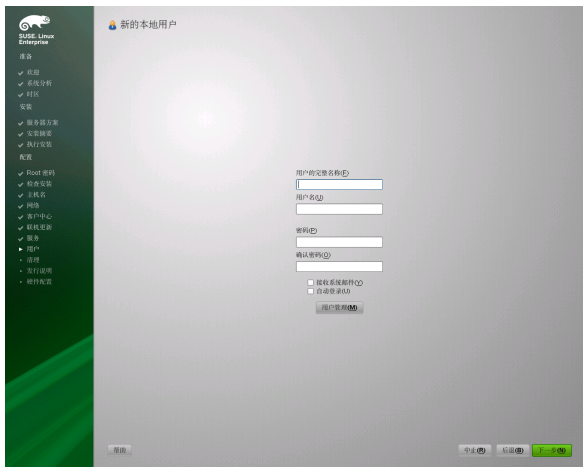 SUSE. Linux
Enterprise
准备
欢迎
系统分析
时区
安装
服务器方案
安装摘要
执行安装
配置
Root 密码
检查安装
主机名
网络
客户中心
联机更新
服务
用户
清理
发行说明
硬件配置
新的本地用户
用户的完整名称(F)
用户名(U)
密码(P)
确认密码(O)
接收系统邮件(Y)
自动登录(U)
用户管理(M)
帮助
中止(R) 后退(B) 下一步(N)